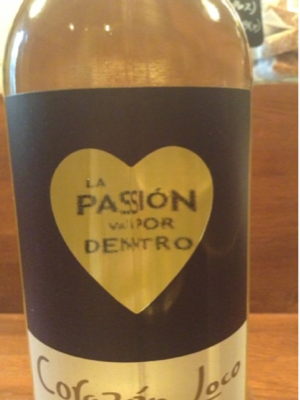 LA
PASSIÓN
VA POR
DENTRO
Corazón Loco